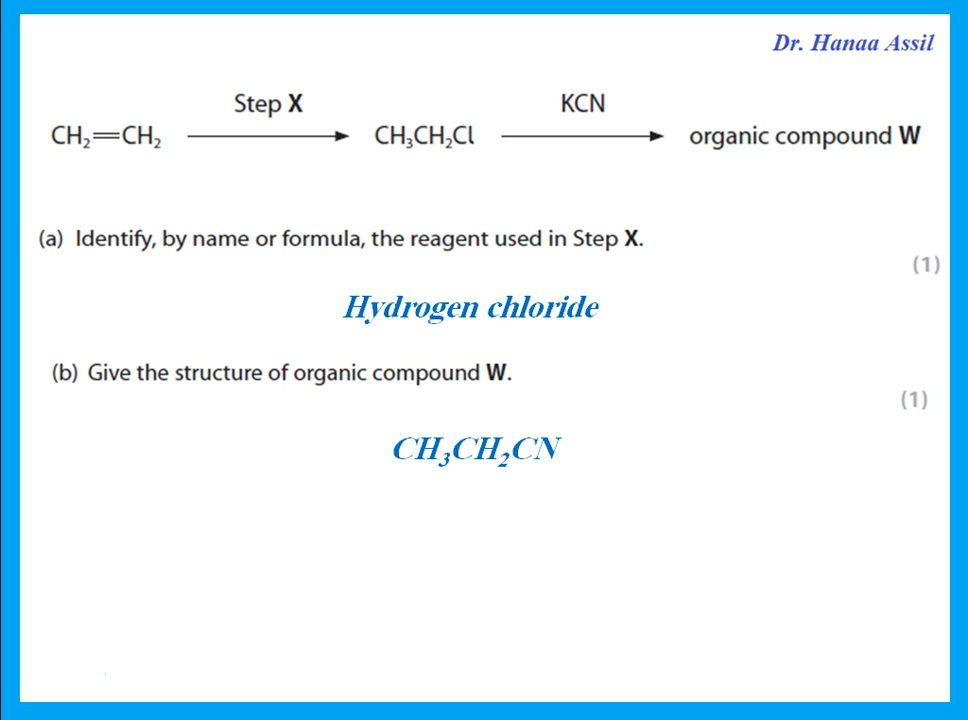 Dr. Hanaa Assil
Step X KCN
CH₂=CH₂ CH₃CH₂Cl organic compound W
(a) Identify, by name or formula, the reagent used in Step X.
(1)
Hydrogen chloride
(b) Give the structure of organic compound W.
(1)
CH₃CH₂CN